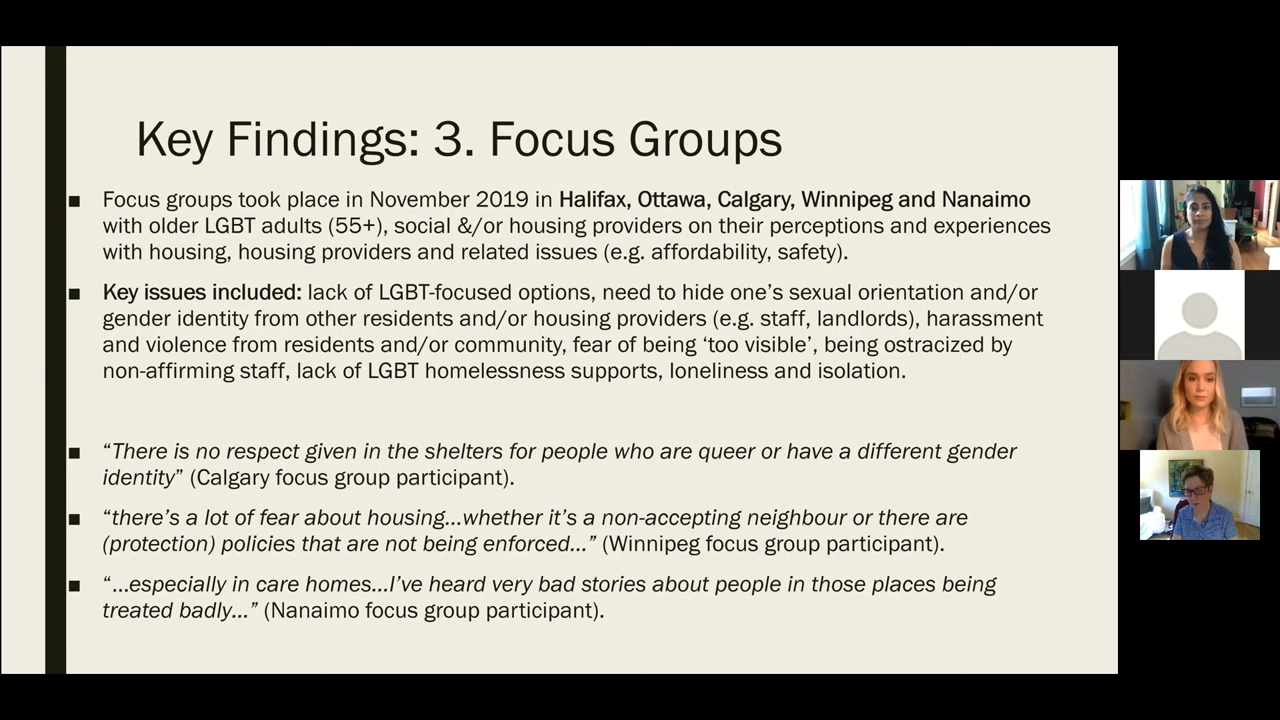 Key Findings: 3. Focus Groups
■ Focus groups took place in November 2019 in Halifax, Ottawa, Calgary, Winnipeg and Nanaimo
with older LGBT adults (55+), social &/or housing providers on their perceptions and experiences
with housing, housing providers and related issues (e.g. affordability, safety).
■ Key issues included: lack of LGBT-focused options, need to hide one’s sexual orientation and/or
gender identity from other residents and/or housing providers (e.g. staff, landlords), harassment
and violence from residents and/or community, fear of being ‘too visible’, being ostracized by
non-affirming staff, lack of LGBT homelessness supports, loneliness and isolation.
■ “There is no respect given in the shelters for people who are queer or have a different gender
identity” (Calgary focus group participant).
■ “there’s a lot of fear about housing…whether it’s a non-accepting neighbour or there are
(protection) policies that are not being enforced…” (Winnipeg focus group participant).
■ “…especially in care homes…I’ve heard very bad stories about people in those places being
treated badly…” (Nanaimo focus group participant).